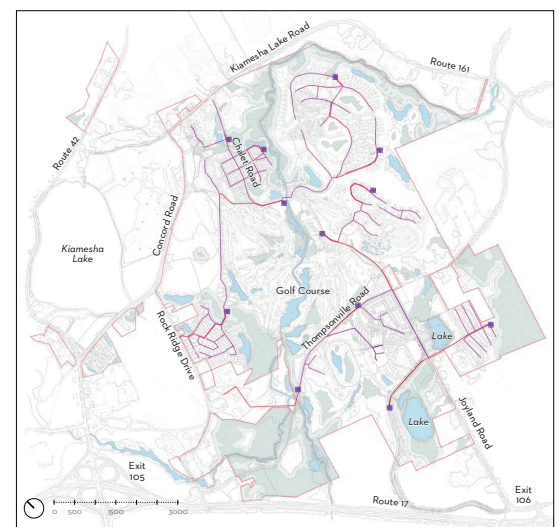 Kiamesha Lake Road
Route 161
Route 42
Chalet Road
Concord Road
Kiamesha
Lake
Golf Course
Thompsonville Road
Rock Ridge Drive
Lake
Lake
Joyland Road
Exit
105
Exit
106
Route 17
0 500 1500 3000